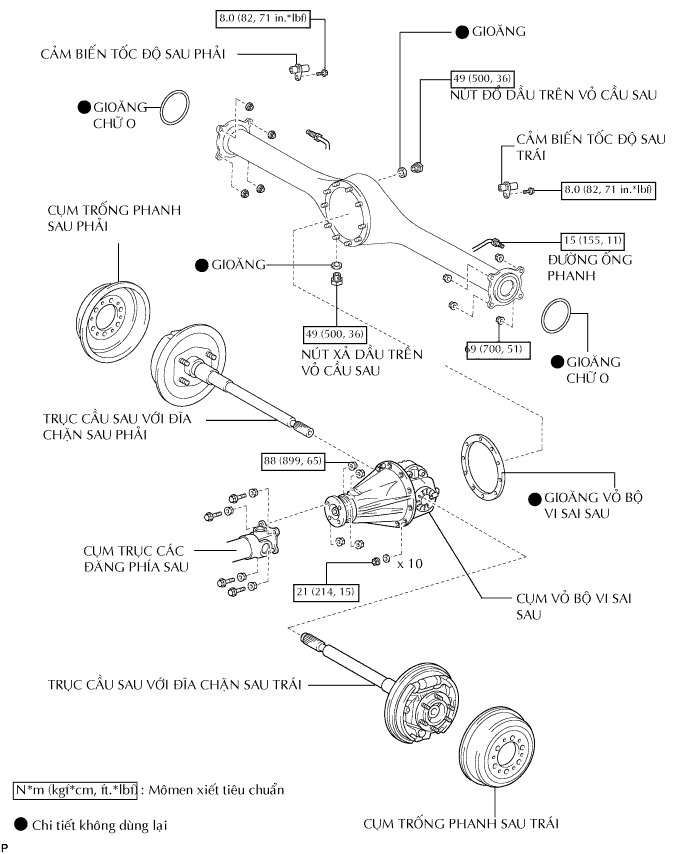 8.0 (82, 71 in.*lbf)
GIOĂNG
CẢM BIẾN TỐC ĐỘ SAU PHẢI
49 (500, 36)
NÚT ĐỔ DẦU TRÊN VỎ CẦU SAU
GIOĂNG
CHỮ O
CẢM BIẾN TỐC ĐỘ SAU
TRÁI
8.0 (82, 71 in.*lbf)
CỤM TRỐNG PHANH
SAU PHẢI
15 (155, 11)
ĐƯỜNG ỐNG
PHANH
GIOĂNG
49 (500, 36)
NÚT XẢ DẦU TRÊN
VỎ CẦU SAU
69 (700, 51)
GIOĂNG
CHỮ O
TRỤC CẦU SAU VỚI ĐĨA
CHẶN SAU PHẢI
88 (899, 65)
GIOĂNG VỎ BỘ
VI SAI SAU
CỤM TRỤC CÁC
ĐĂNG PHÍA SAU
x 10
21 (214, 15)
CỤM VỎ BỘ VI SAI
SAU
TRỤC CẦU SAU VỚI ĐĨA CHẶN SAU TRÁI
N*m (kgf*cm, ft.*lbf) : Mômen xiết tiêu chuẩn
CỤM TRỐNG PHANH SAU TRÁI
Chi tiết không dùng lại
P